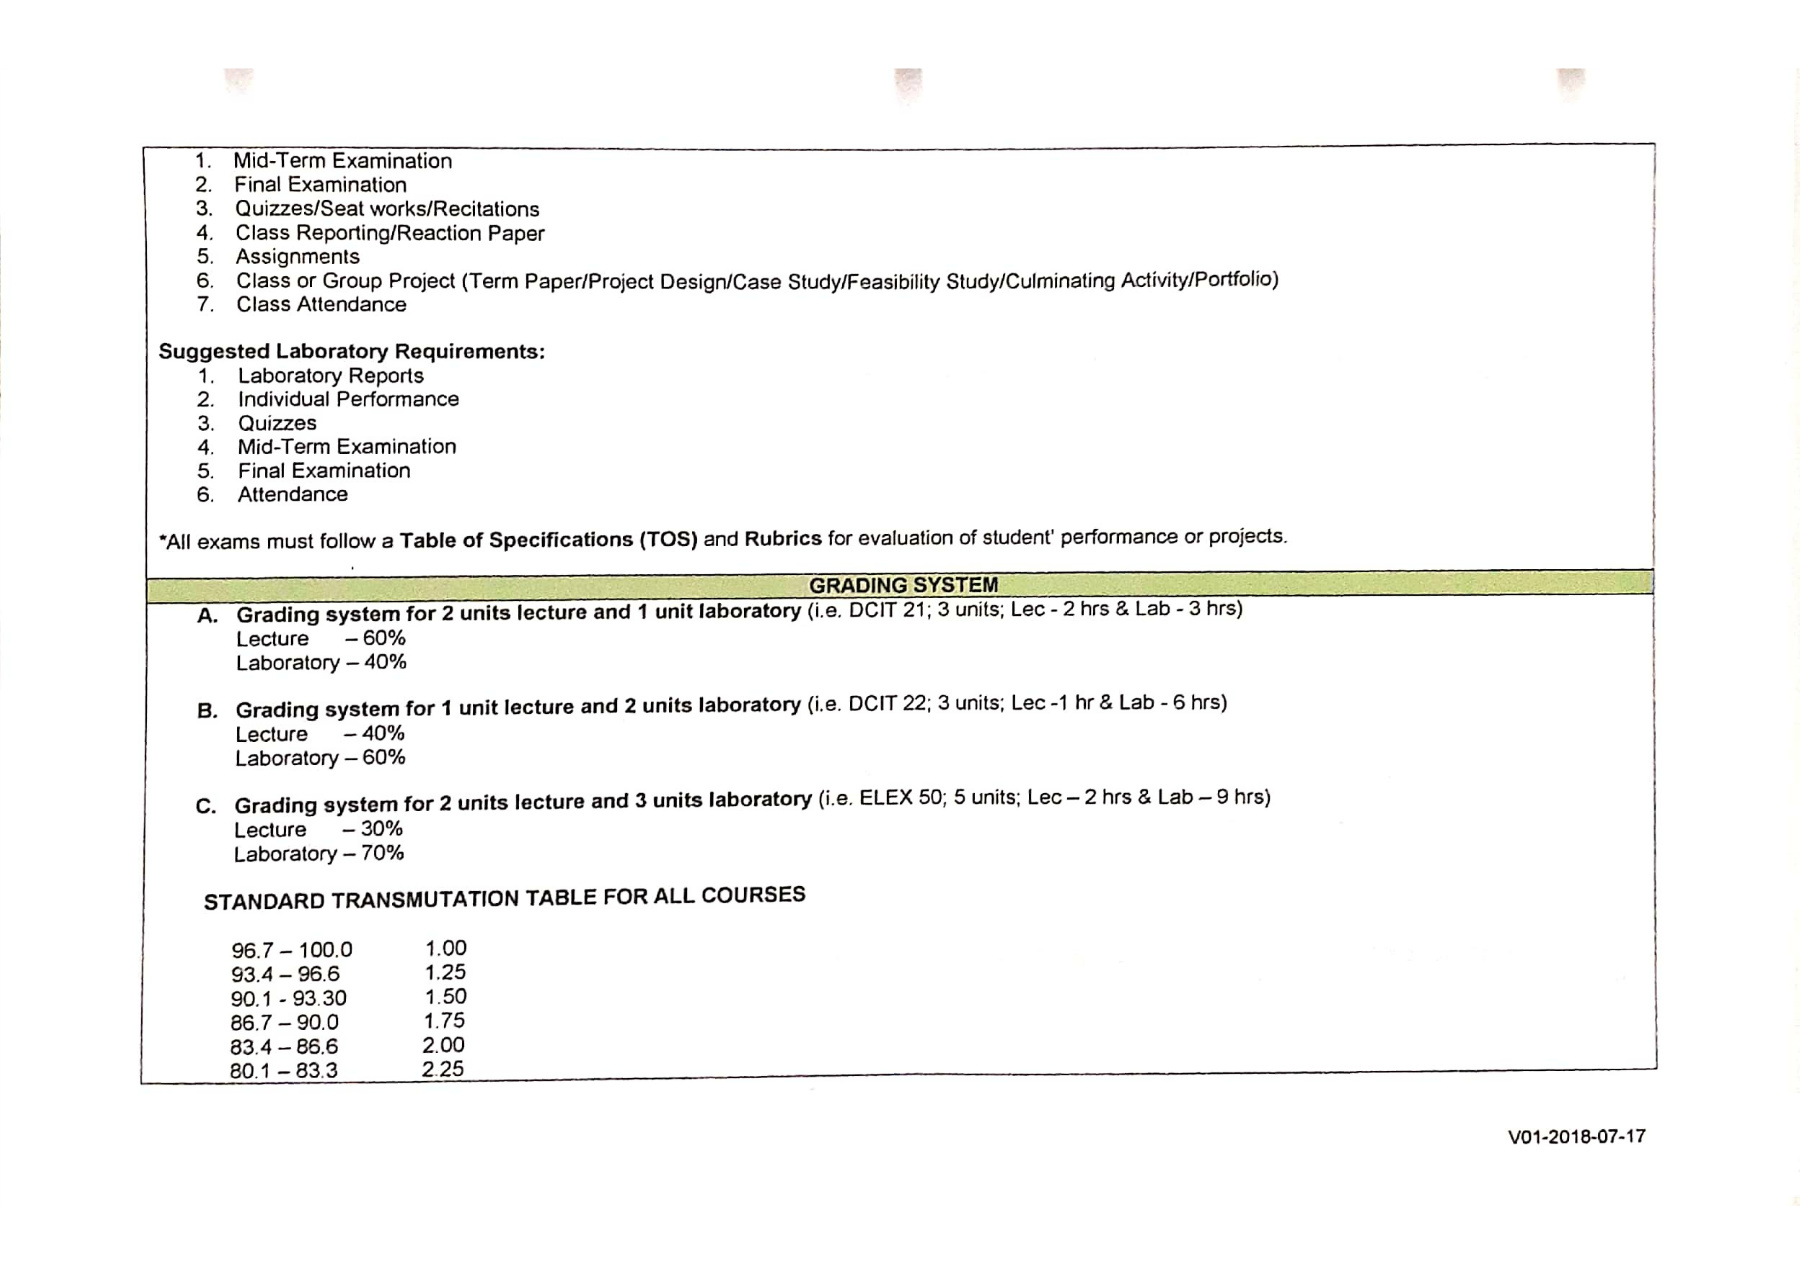 1. Mid-Term Examination
2. Final Examination
3. Quizzes/Seat works/Recitations
4. Class Reporting/Reaction Paper
5. Assignments
6. Class or Group Project (Term Paper/Project Design/Case Study/Feasibility Study/Culminating Activity/Portfolio)
7. Class Attendance
Suggested Laboratory Requirements:
1. Laboratory Reports
2. Individual Performance
3. Quizzes
4. Mid-Term Examination
5. Final Examination
6. Attendance
*All exams must follow a Table of Specifications (TOS) and Rubrics for evaluation of student' performance or projects.
GRADING SYSTEM
A. Grading system for 2 units lecture and 1 unit laboratory (i.e. DCIT 21; 3 units; Lec - 2 hrs & Lab - 3 hrs)
Lecture – 60%
Laboratory – 40%
B. Grading system for 1 unit lecture and 2 units laboratory (i.e. DCIT 22; 3 units; Lec -1 hr & Lab - 6 hrs)
Lecture – 40%
Laboratory – 60%
C. Grading system for 2 units lecture and 3 units laboratory (i.e. ELEX 50; 5 units; Lec – 2 hrs & Lab – 9 hrs)
Lecture – 30%
Laboratory – 70%
STANDARD TRANSMUTATION TABLE FOR ALL COURSES
96.7 – 100.0 1.00
93.4 – 96.6 1.25
90.1 - 93.30 1.50
86.7 – 90.0 1.75
83.4 – 86.6 2.00
80.1 – 83.3 2.25
V01-2018-07-17